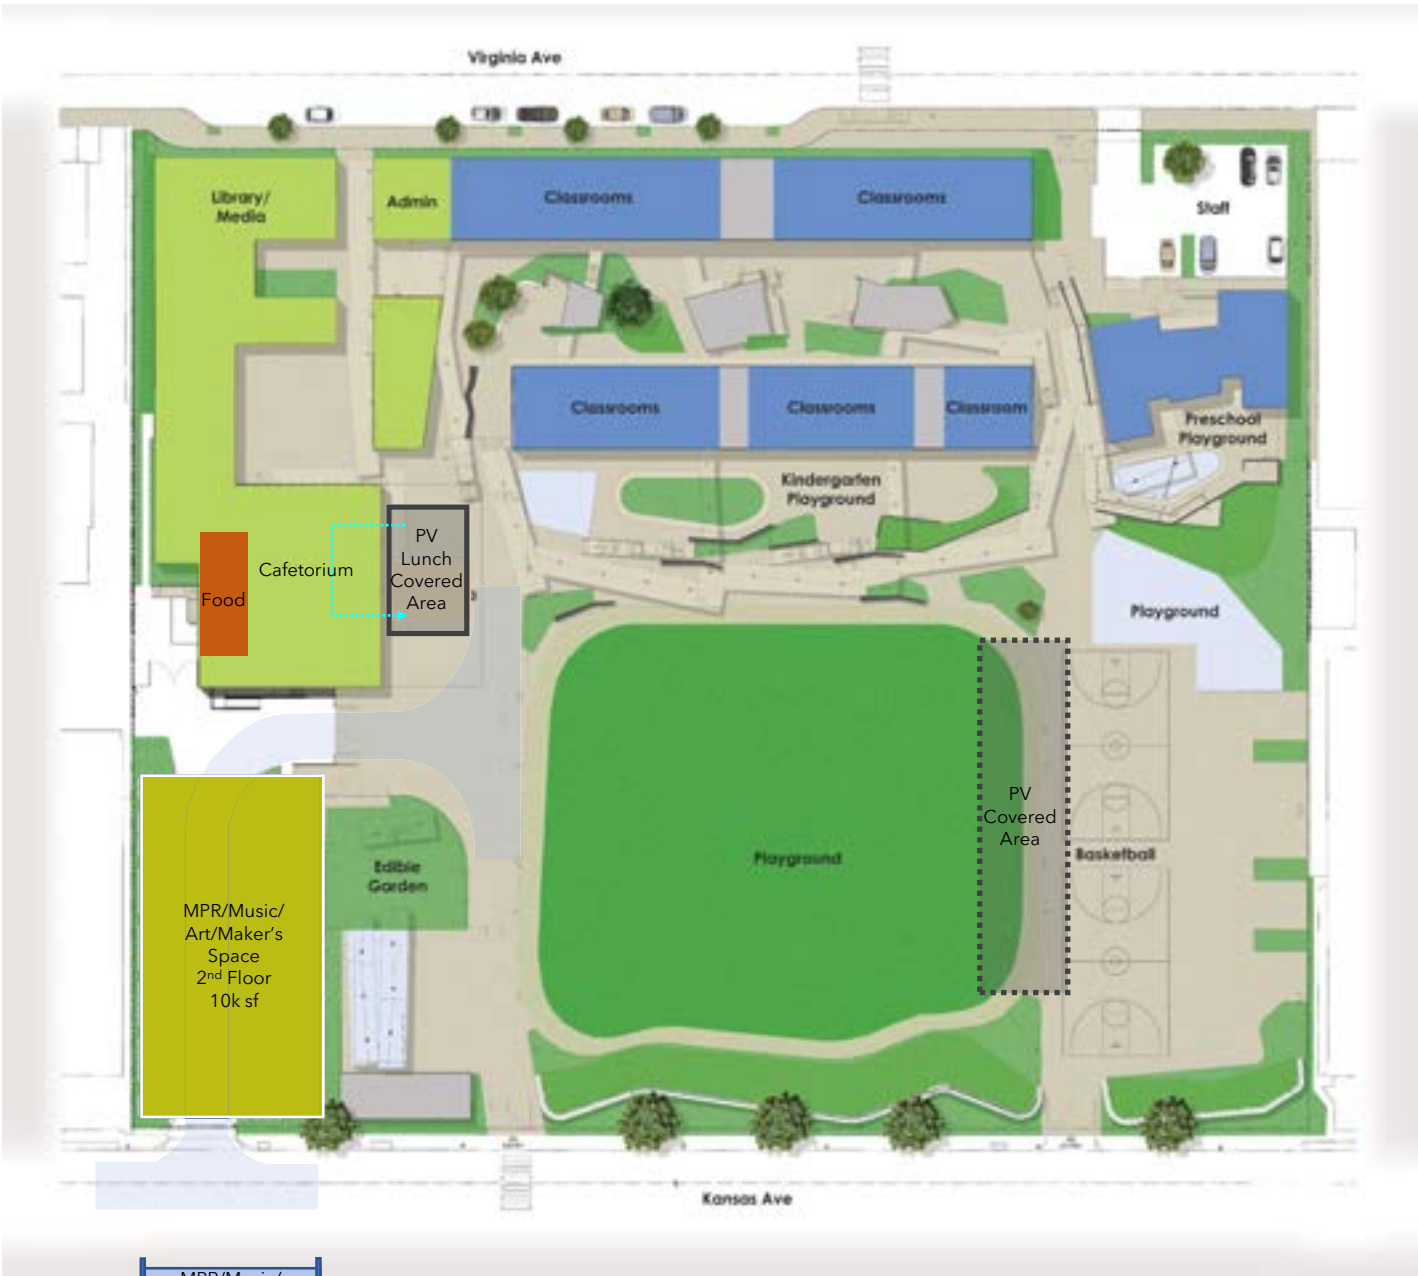 Virginia Ave
Library/
Media
Admin
Classrooms
Classrooms
Staff
Classrooms
Classrooms
Classroom
Preschool
Playground
Kindergarten
Playground
PV
Lunch
Covered
Area
Cafetorium
Food
Playground
PV
Covered
Area
Basketball
Playground
Edible
Garden
MPR/Music/
Art/Maker's
Space
2nd Floor
10k sf
Kansas Ave
MPR/Music/